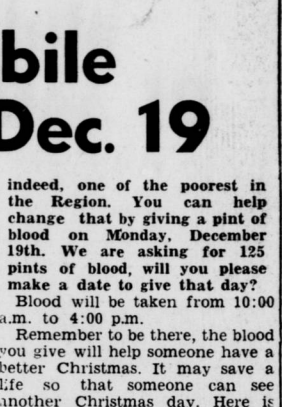 bile
Dec. 19
indeed, one of the poorest in
the Region. You can help
change that by giving a pint of
blood on Monday, December
19th. We are asking for 125
pints of blood, will you please
make a date to give that day?
Blood will be taken from 10:00
a.m. to 4:00 p.m.
Remember to be there, the blood
you give will help someone have a
better Christmas. It may save a
life so that someone can see
another Christmas day. Here is